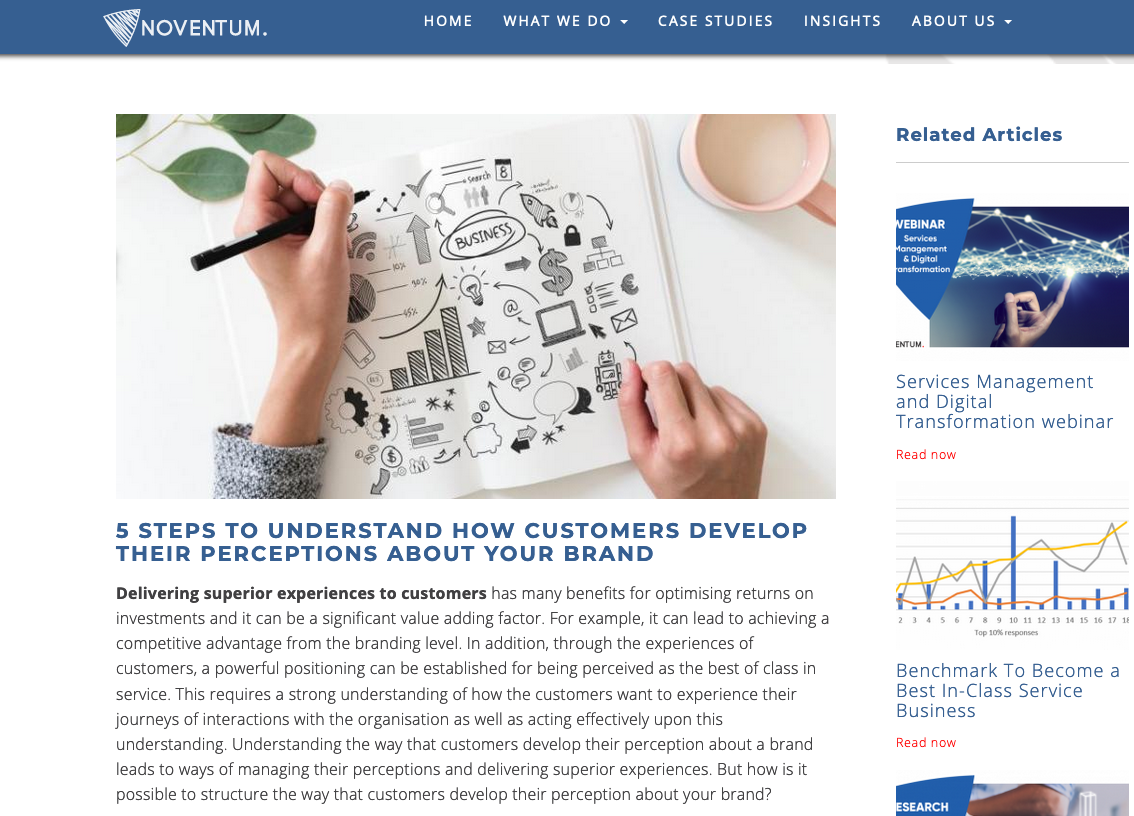 NOVENTUM.
HOME
WHAT WE DO
CASE STUDIES
INSIGHTS
ABOUT US
search
8
BUSINESS
10%
30%
45%
@
$
€
$
5 STEPS TO UNDERSTAND HOW CUSTOMERS DEVELOP
THEIR PERCEPTIONS ABOUT YOUR BRAND
Delivering superior experiences to customers has many benefits for optimising returns on
investments and it can be a significant value adding factor. For example, it can lead to achieving a
competitive advantage from the branding level. In addition, through the experiences of
customers, a powerful positioning can be established for being perceived as the best of class in
service. This requires a strong understanding of how the customers want to experience their
journeys of interactions with the organisation as well as acting effectively upon this
understanding. Understanding the way that customers develop their perception about a brand
leads to ways of managing their perceptions and delivering superior experiences. But how is it
possible to structure the way that customers develop their perception about your brand?
Related Articles
WEBINAR
Services
Management
& Digital
ransformation
ENTUM.
Services Management
and Digital
Transformation webinar
Read now
2 3 4 5 6 7 8 9 10 11 12 13 14 15 16 17 18
Top 10% responses
Benchmark To Become a
Best In-Class Service
Business
Read now
ESEARCH